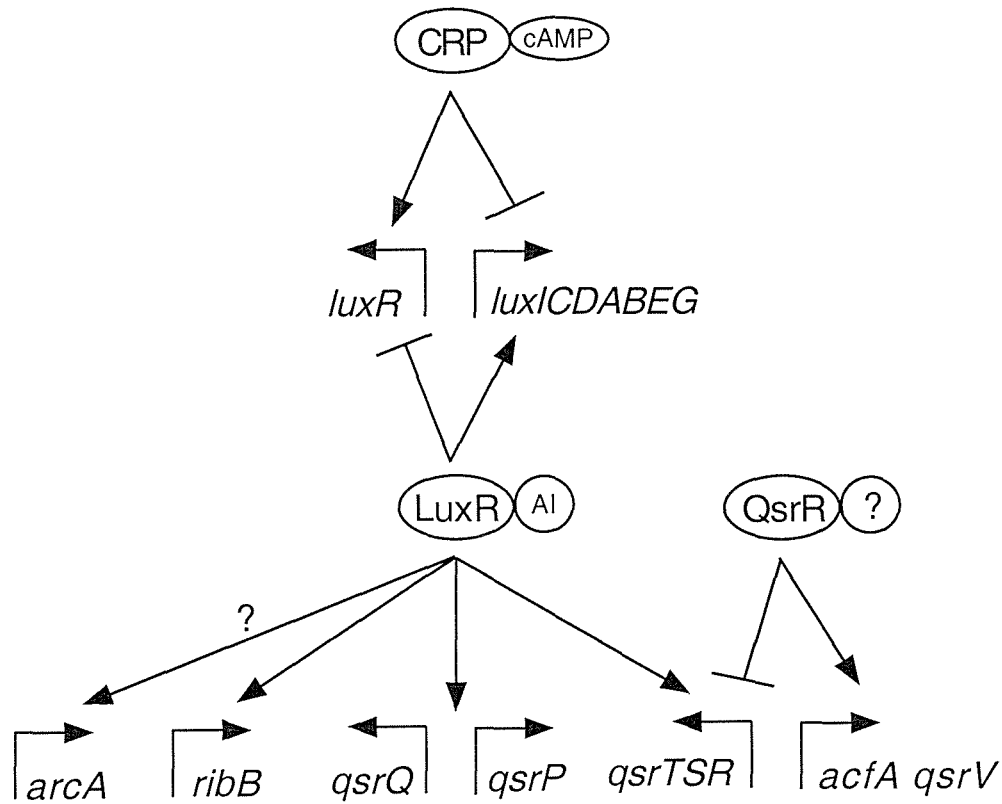 CRP cAMP
luxR luxICDABEG
LuxR AI QsrR ?
?
arcA ribB qsrQ qsrP qsrTSR acfA qsrV